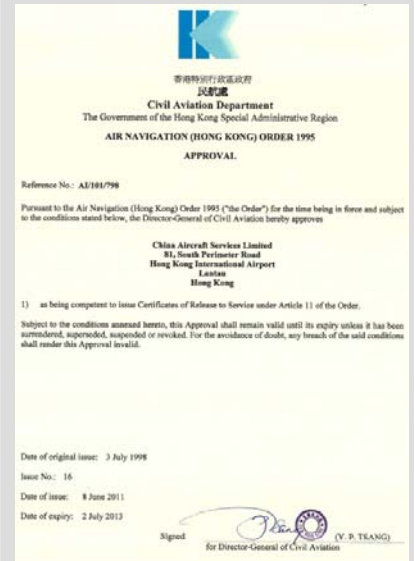 香港特別行政區政府
民航處
Civil Aviation Department
The Government of the Hong Kong Special Administrative Region
AIR NAVIGATION (HONG KONG) ORDER 1995
APPROVAL
Reference No.: AI/101/798
Pursuant to the Air Navigation (Hong Kong) Order 1995 ("the Order") for the time being in force and subject
to the conditions stated below, the Director-General of Civil Aviation hereby approves
China Aircraft Services Limited
81, South Perimeter Road
Hong Kong International Airport
Lantau
Hong Kong
1) as being competent to issue Certificates of Release to Service under Article 11 of the Order.
Subject to the conditions annexed hereto, this Approval shall remain valid until its expiry unless it has been
surrendered, superseded, suspended or revoked. For the avoidance of doubt, any breach of the said conditions
shall render this Approval invalid.
Date of original issue: 3 July 1998
Issue No.: 16
Date of issue: 8 June 2011
Date of expiry: 2 July 2013
Signed (V. P. TSANG)
for Director-General of Civil Aviation